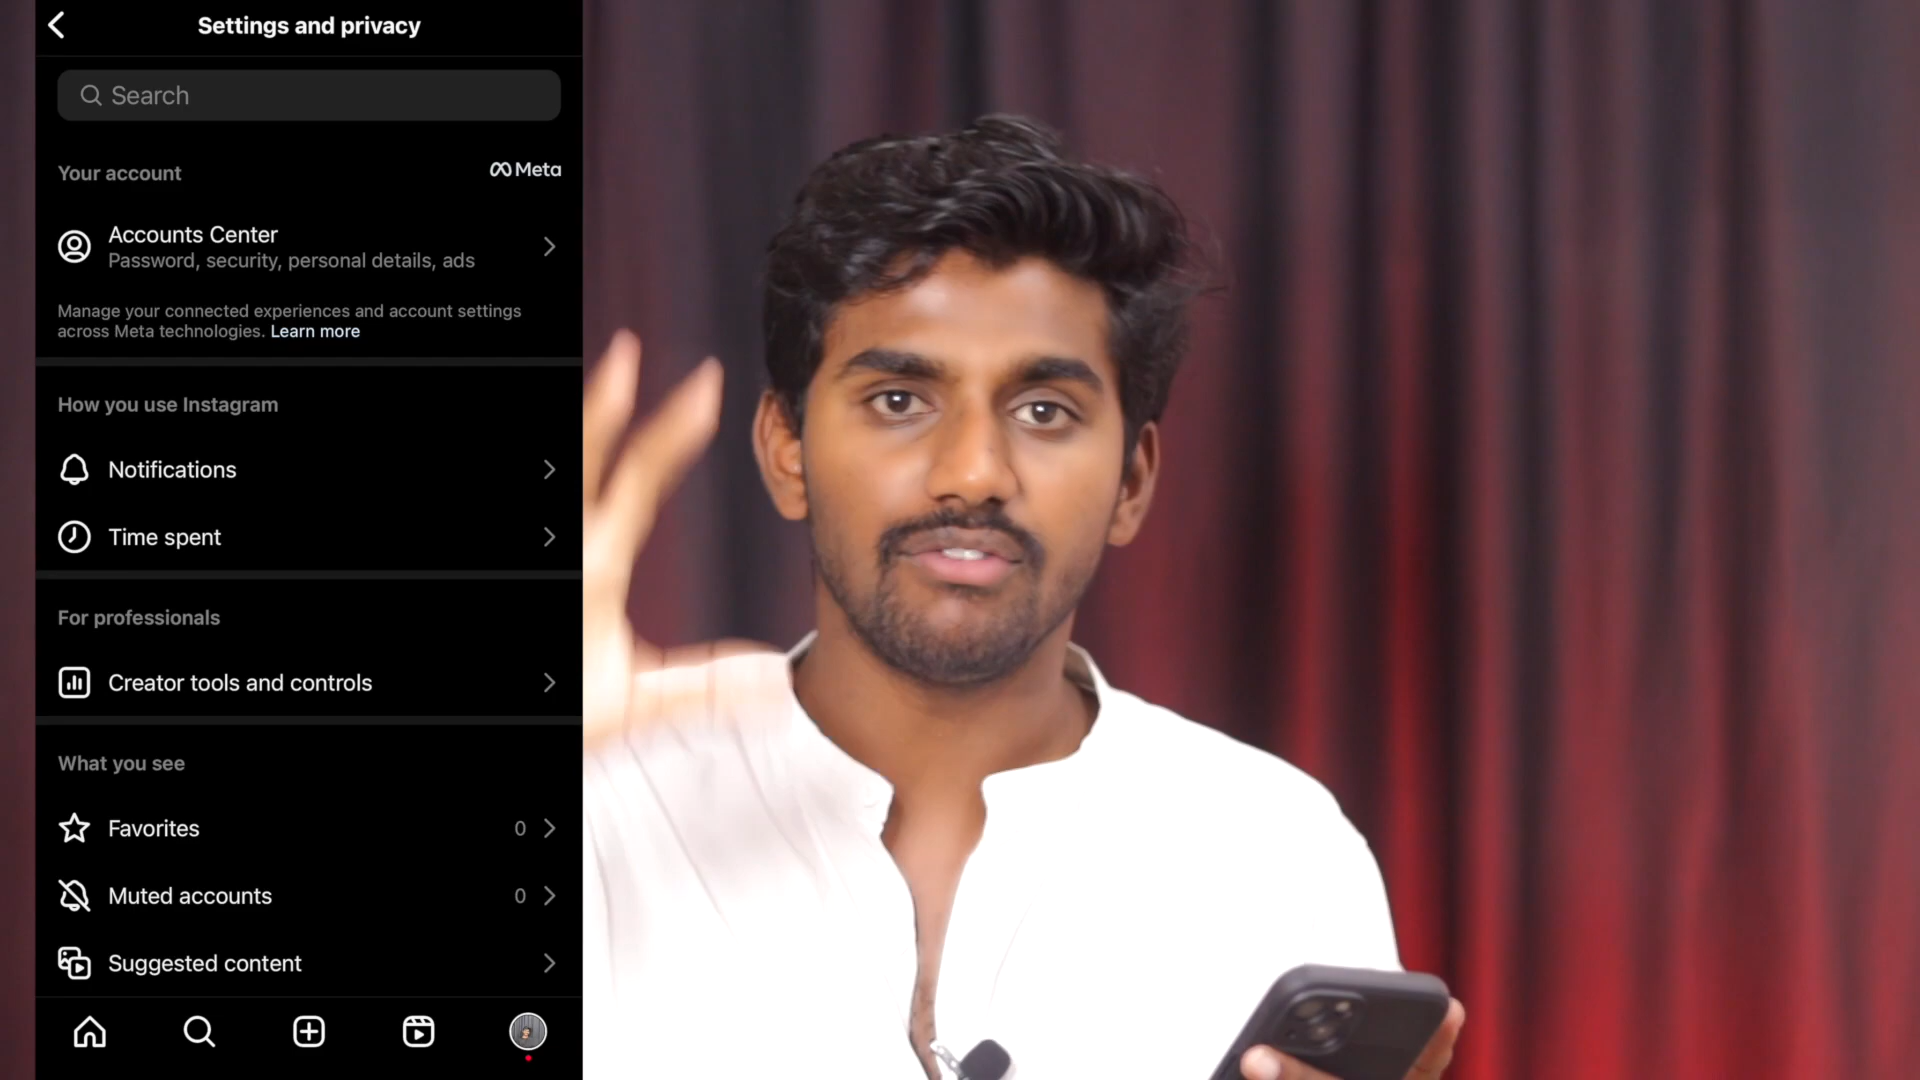 Settings and privacy
Search
Your account
Meta
Accounts Center
Password, security, personal details, ads
Manage your connected experiences and account settings
across Meta technologies. Learn more
How you use Instagram
Notifications
Time spent
For professionals
Creator tools and controls
What you see
Favorites 0
Muted accounts 0
Suggested content